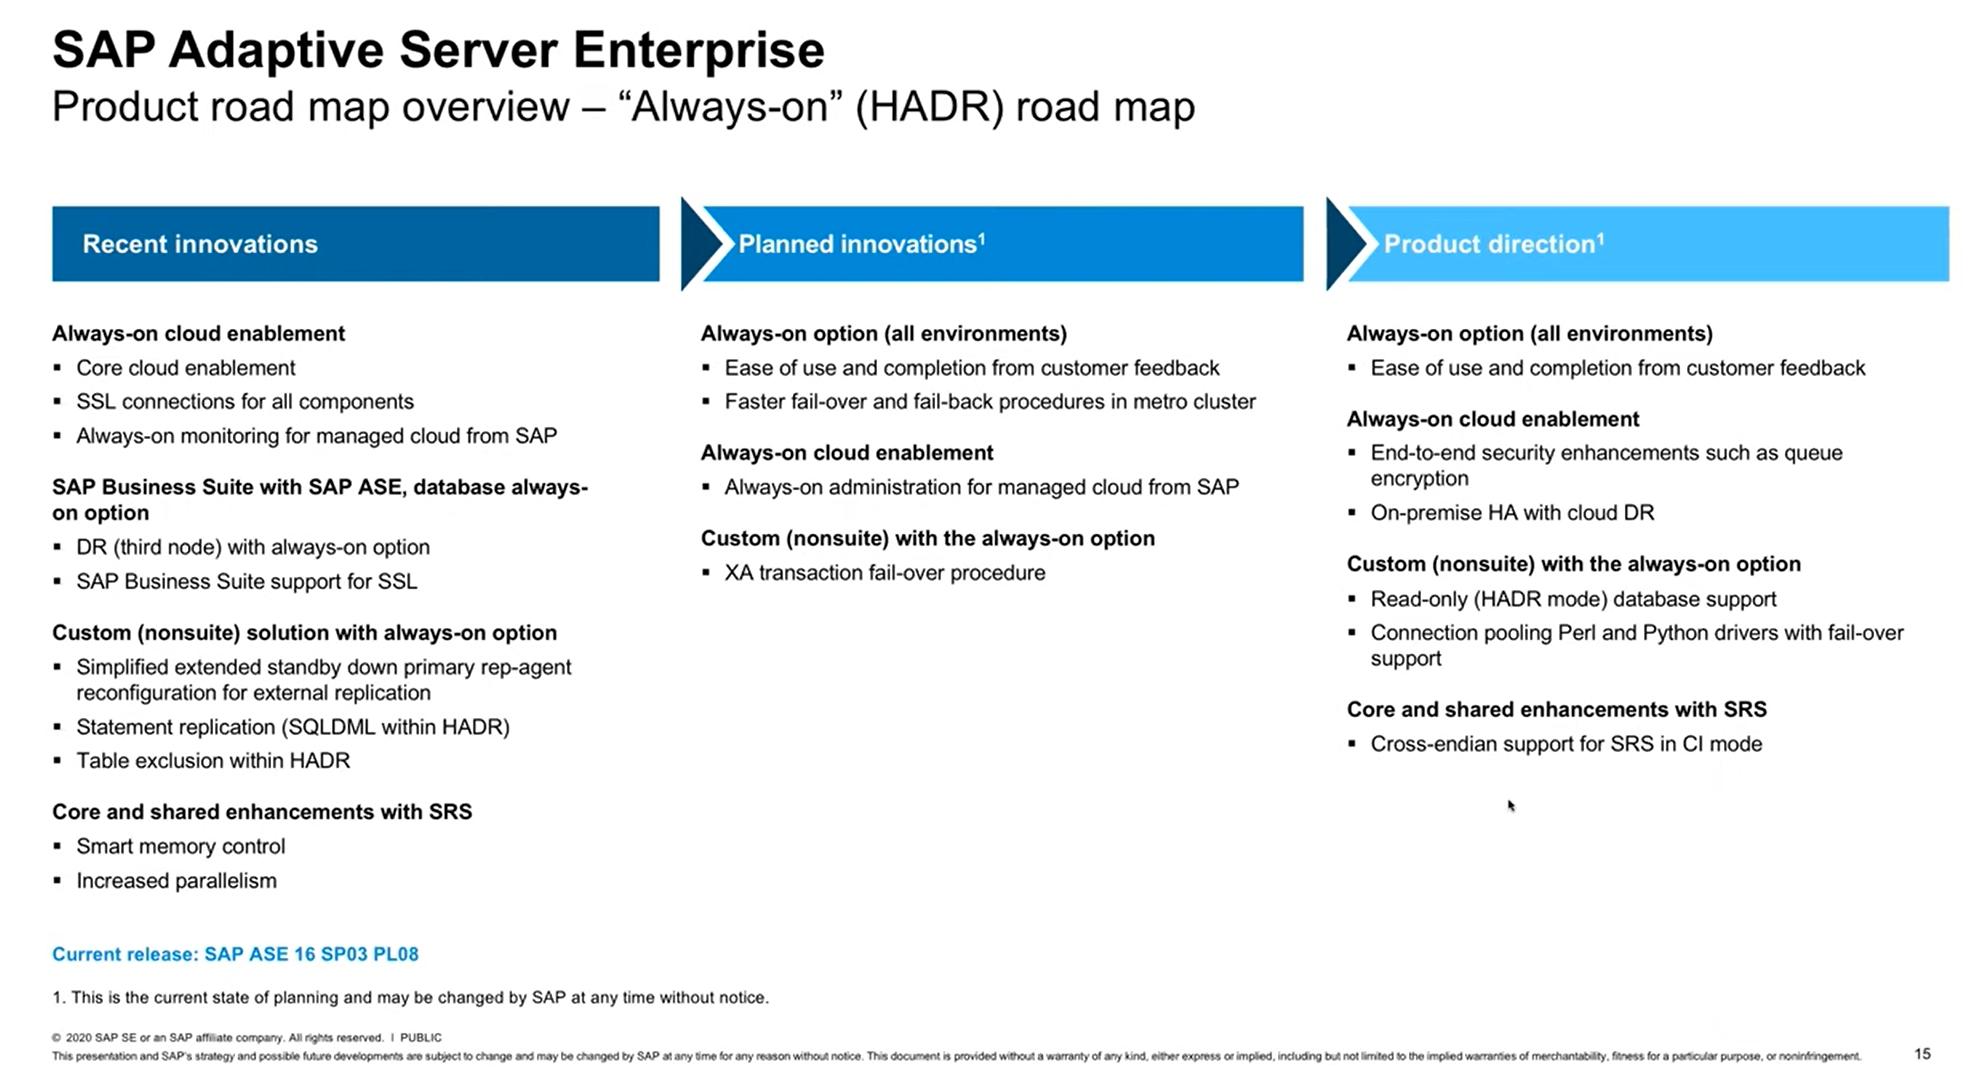 SAP Adaptive Server Enterprise
Product road map overview – “Always-on” (HADR) road map
Recent innovations
Always-on cloud enablement
▪ Core cloud enablement
▪ SSL connections for all components
▪ Always-on monitoring for managed cloud from SAP
SAP Business Suite with SAP ASE, database always-
on option
▪ DR (third node) with always-on option
▪ SAP Business Suite support for SSL
Custom (nonsuite) solution with always-on option
▪ Simplified extended standby down primary rep-agent
reconfiguration for external replication
▪ Statement replication (SQLDML within HADR)
▪ Table exclusion within HADR
Core and shared enhancements with SRS
▪ Smart memory control
▪ Increased parallelism
Planned innovations¹
Always-on option (all environments)
▪ Ease of use and completion from customer feedback
▪ Faster fail-over and fail-back procedures in metro cluster
Always-on cloud enablement
▪ Always-on administration for managed cloud from SAP
Custom (nonsuite) with the always-on option
▪ XA transaction fail-over procedure
Product direction¹
Always-on option (all environments)
▪ Ease of use and completion from customer feedback
Always-on cloud enablement
▪ End-to-end security enhancements such as queue
encryption
▪ On-premise HA with cloud DR
Custom (nonsuite) with the always-on option
▪ Read-only (HADR mode) database support
▪ Connection pooling Perl and Python drivers with fail-over
support
Core and shared enhancements with SRS
▪ Cross-endian support for SRS in CI mode
Current release: SAP ASE 16 SP03 PL08
1. This is the current state of planning and may be changed by SAP at any time without notice.
© 2020 SAP SE or an SAP affiliate company. All rights reserved. I PUBLIC
This presentation and SAP's strategy and possible future developments are subject to change and may be changed by SAP at any time for any reason without notice. This document is provided without a warranty of any kind, either express or implied, including but not limited to the implied warranties of merchantability, fitness for a particular purpose, or noninfringement.
15